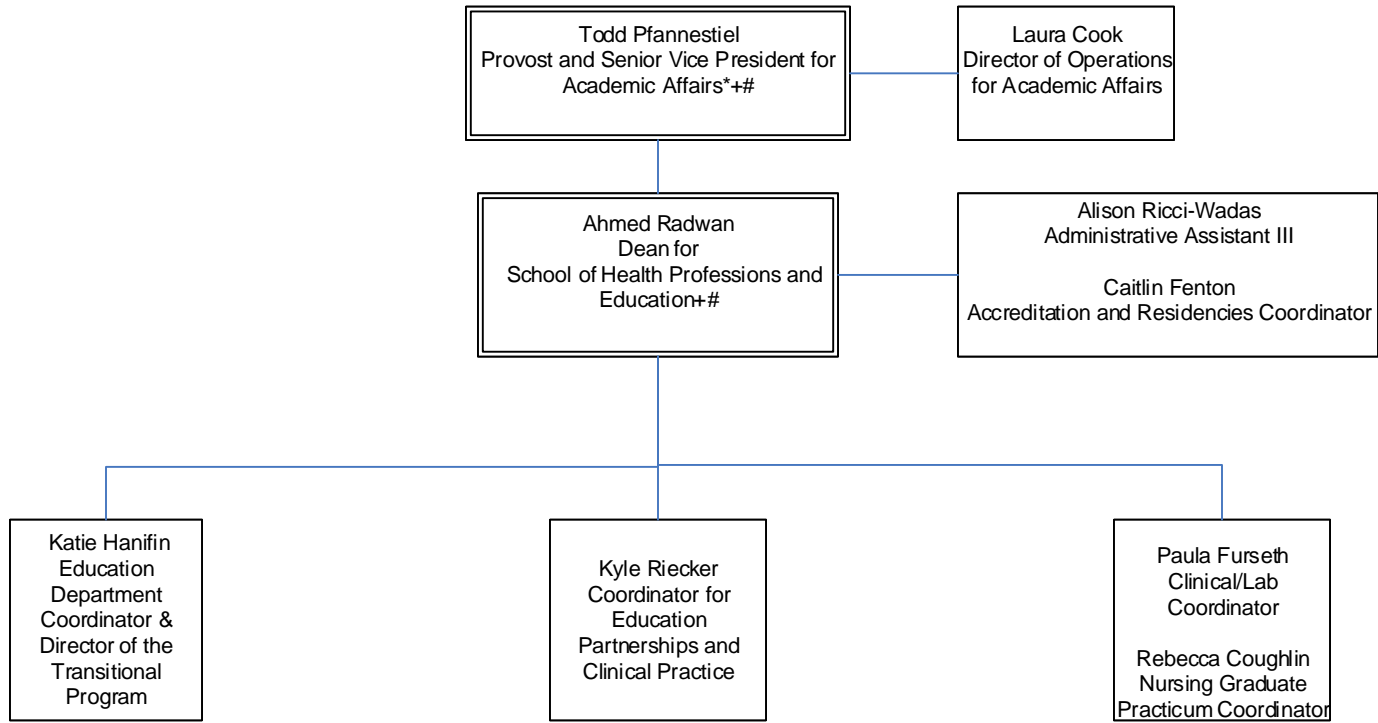 Todd Pfannestiel
Provost and Senior Vice President for
Academic Affairs*+#
Laura Cook
Director of Operations
for Academic Affairs
Ahmed Radwan
Dean for
School of Health Professions and
Education+#
Alison Ricci-Wadas
Administrative Assistant III
Caitlin Fenton
Accreditation and Residencies Coordinator
Katie Hanifin
Education
Department
Coordinator &
Director of the
Transitional
Program
Kyle Riecker
Coordinator for
Education
Partnerships and
Clinical Practice
Paula Furseth
Clinical/Lab
Coordinator
Rebecca Coughlin
Nursing Graduate
Practicum Coordinator